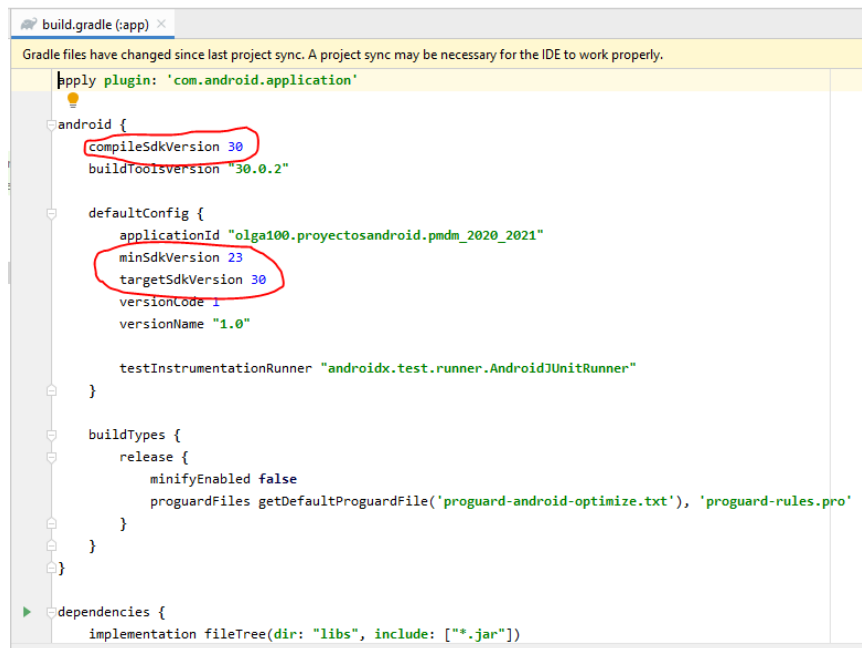 build.gradle (:app)
Gradle files have changed since last project sync. A project sync may be necessary for the IDE to work properly.
apply plugin: 'com.android.application'
android {
compileSdkVersion 30
buildToolsVersion "30.0.2"
defaultConfig {
applicationId "olga100.proyectosandroid.pmdm_2020_2021"
minSdkVersion 23
targetSdkVersion 30
versionCode 1
versionName "1.0"
testInstrumentationRunner "androidx.test.runner.AndroidJUnitRunner"
}
buildTypes {
release {
minifyEnabled false
proguardFiles getDefaultProguardFile('proguard-android-optimize.txt'), 'proguard-rules.pro'
}
}
}
dependencies {
implementation fileTree(dir: "libs", include: ["*.jar"])